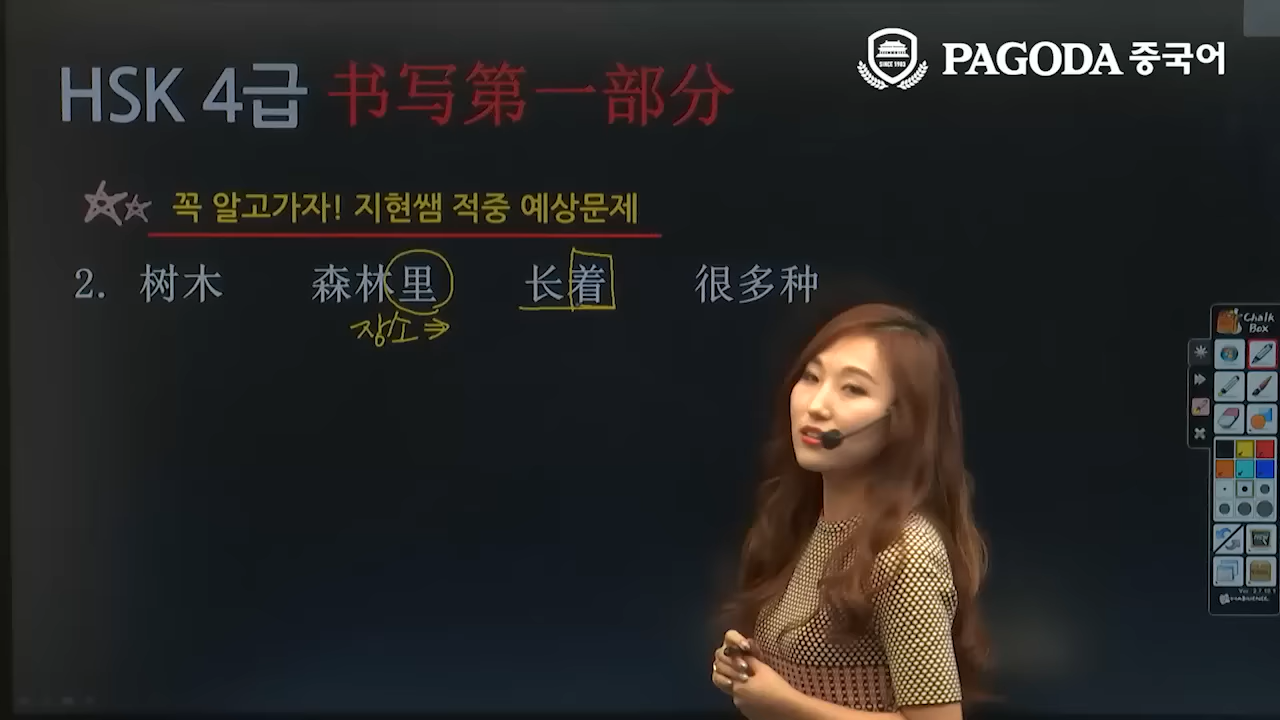 SINCE 1983
PAGODA 중국어
HSK 4급 书写第一部分
꼭 알고가자! 지현쌤 적중 예상문제
2. 树木 森林里 长着 很多种
장소⇒
Chalk
Box